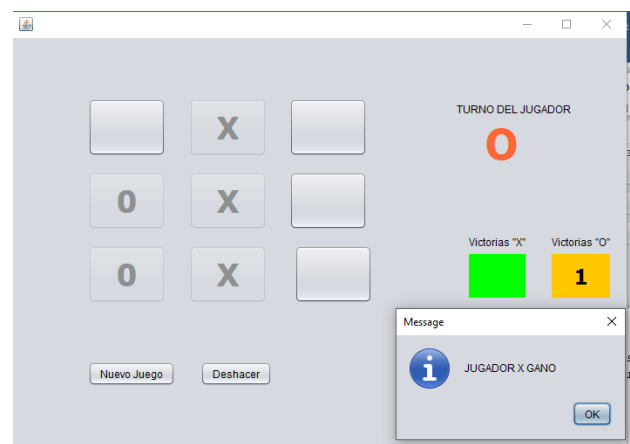 TURNO DEL JUGADOR
O
X
0 X
0 X
Victorias "X" Victorias "O"
1
Message
JUGADOR X GANO
OK
Nuevo Juego Deshacer